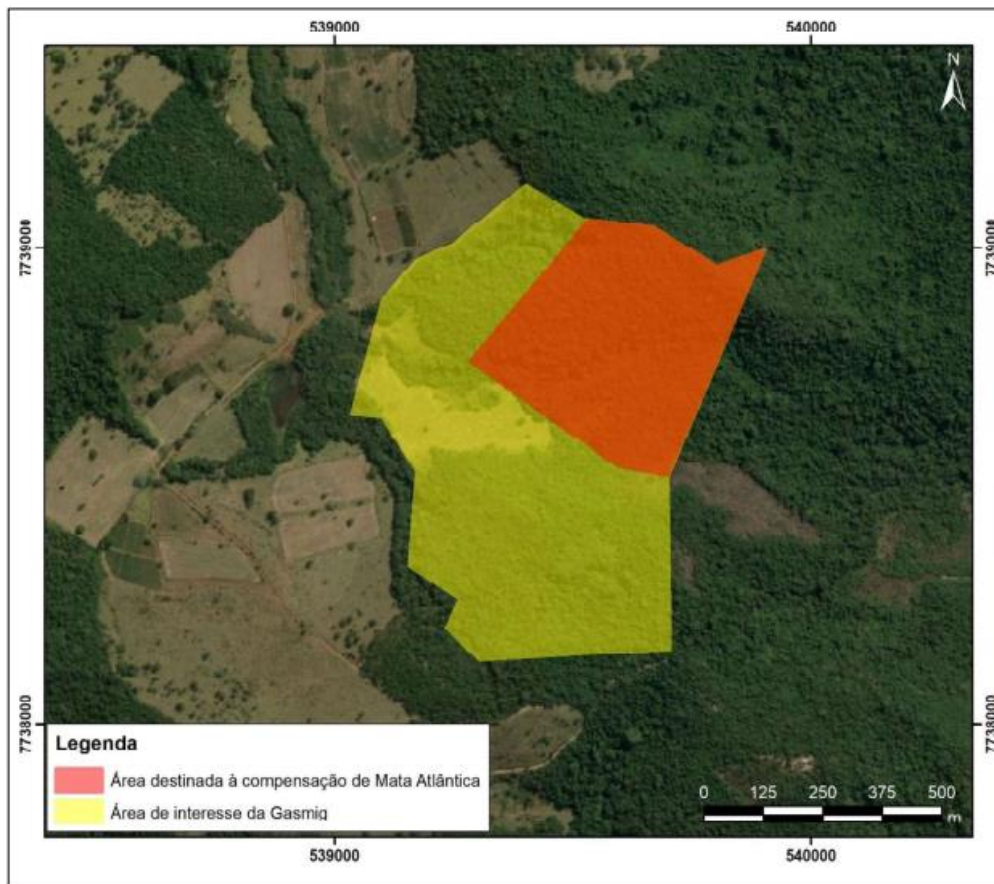 539000 540000
N
7739000 7739000
7738000 7738000
Legenda
Área destinada à compensação de Mata Atlântica
Área de interesse da Gasmig
0 125 250 375 500
m
539000 540000